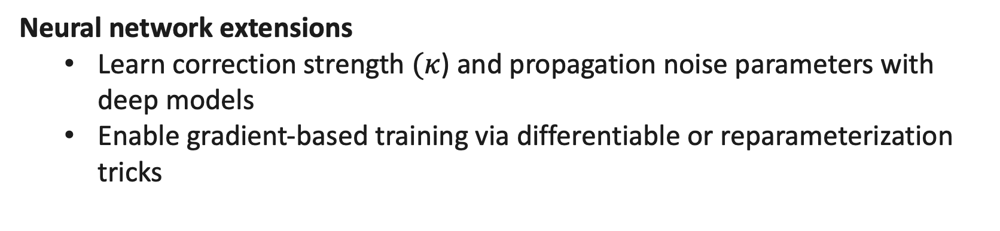 Neural network extensions
• Learn correction strength (κ) and propagation noise parameters with
deep models
• Enable gradient-based training via differentiable or reparameterization
tricks